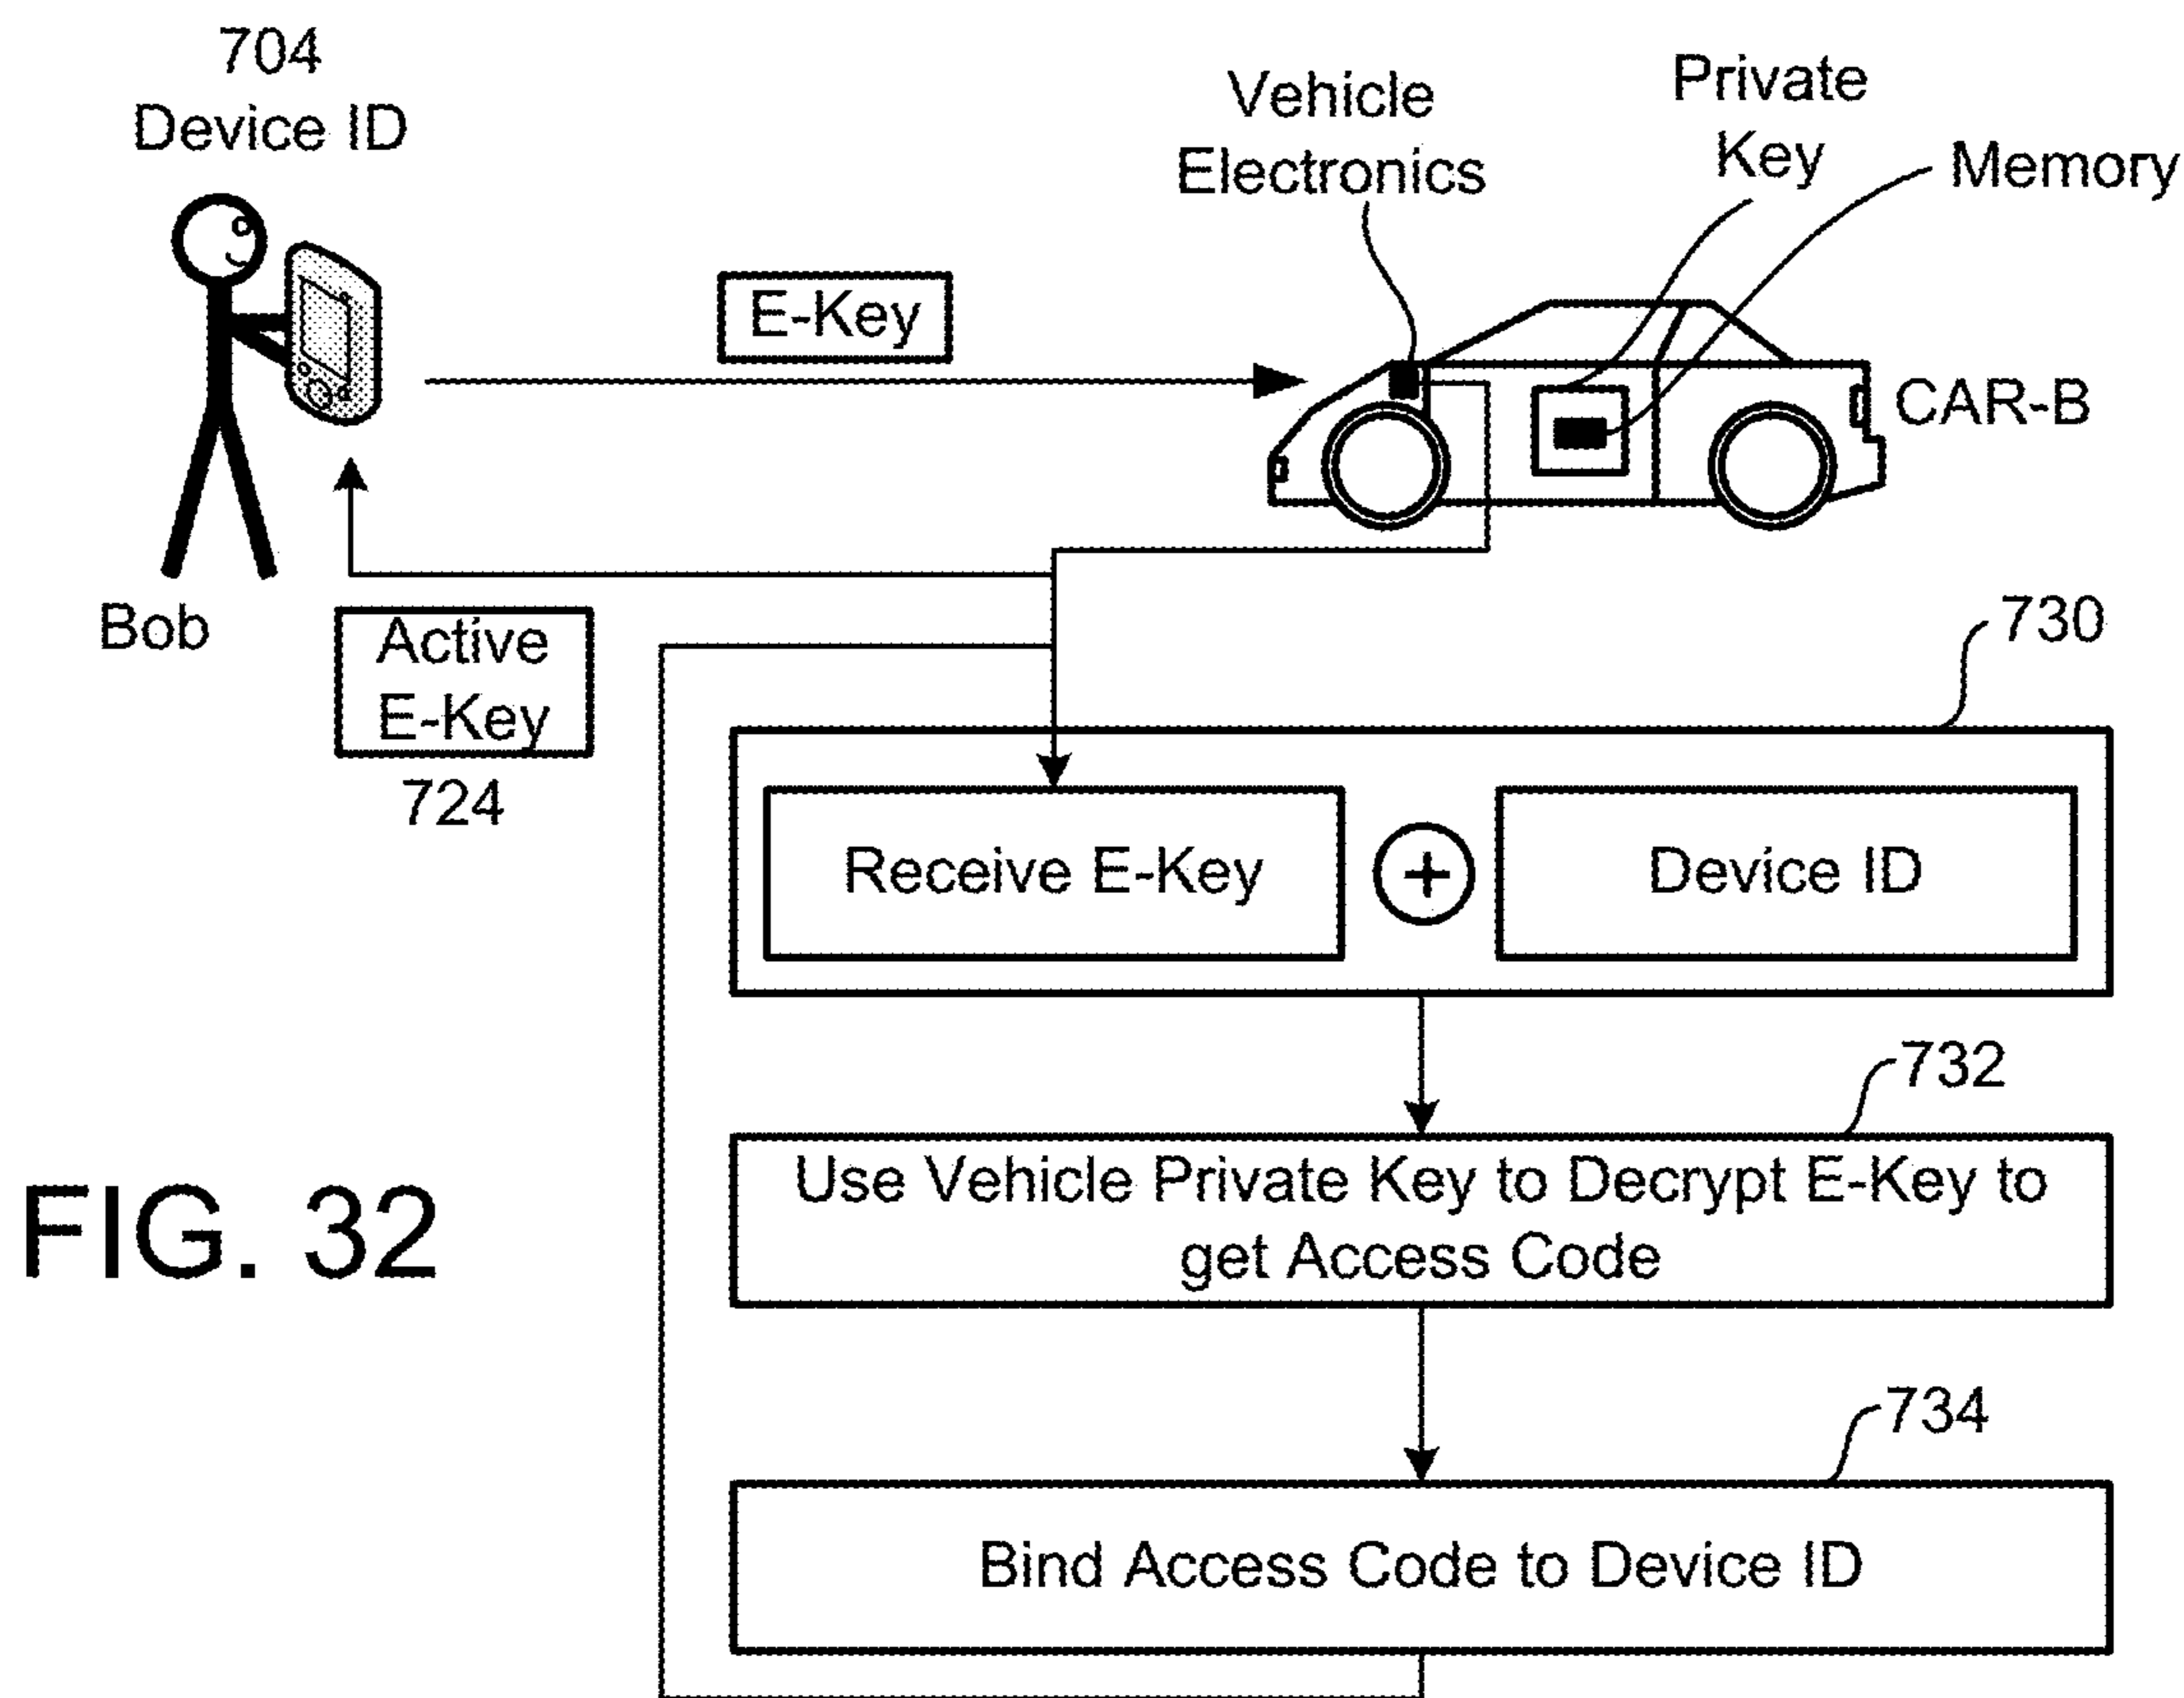 704
Device ID
Vehicle
Electronics
Private
Key
Memory
E-Key
CAR-B
Bob
Active
E-Key
724
730
Receive E-Key
+
Device ID
732
Use Vehicle Private Key to Decrypt E-Key to
get Access Code
FIG. 32
734
Bind Access Code to Device ID